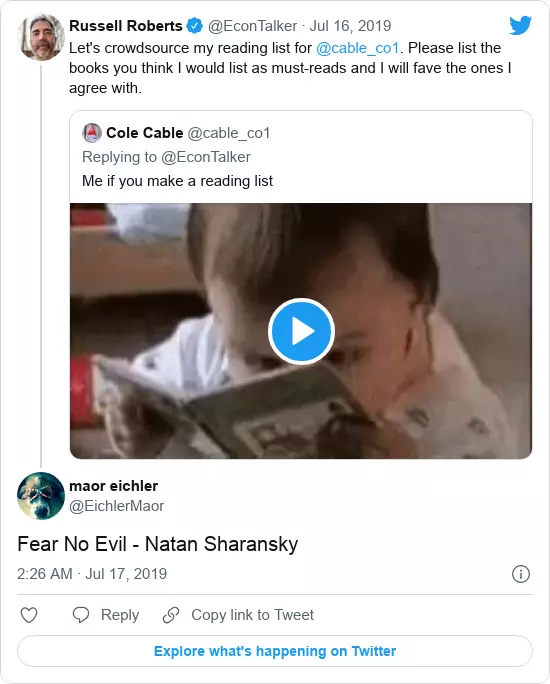 Russell Roberts @EconTalker · Jul 16, 2019
Let's crowdsource my reading list for @cable_co1. Please list the
books you think I would list as must-reads and I will fave the ones I
agree with.
Cole Cable @cable_co1
Replying to @EconTalker
Me if you make a reading list
maor eichler
@EichlerMaor
Fear No Evil - Natan Sharansky
2:26 AM · Jul 17, 2019
Reply Copy link to Tweet
Explore what's happening on Twitter